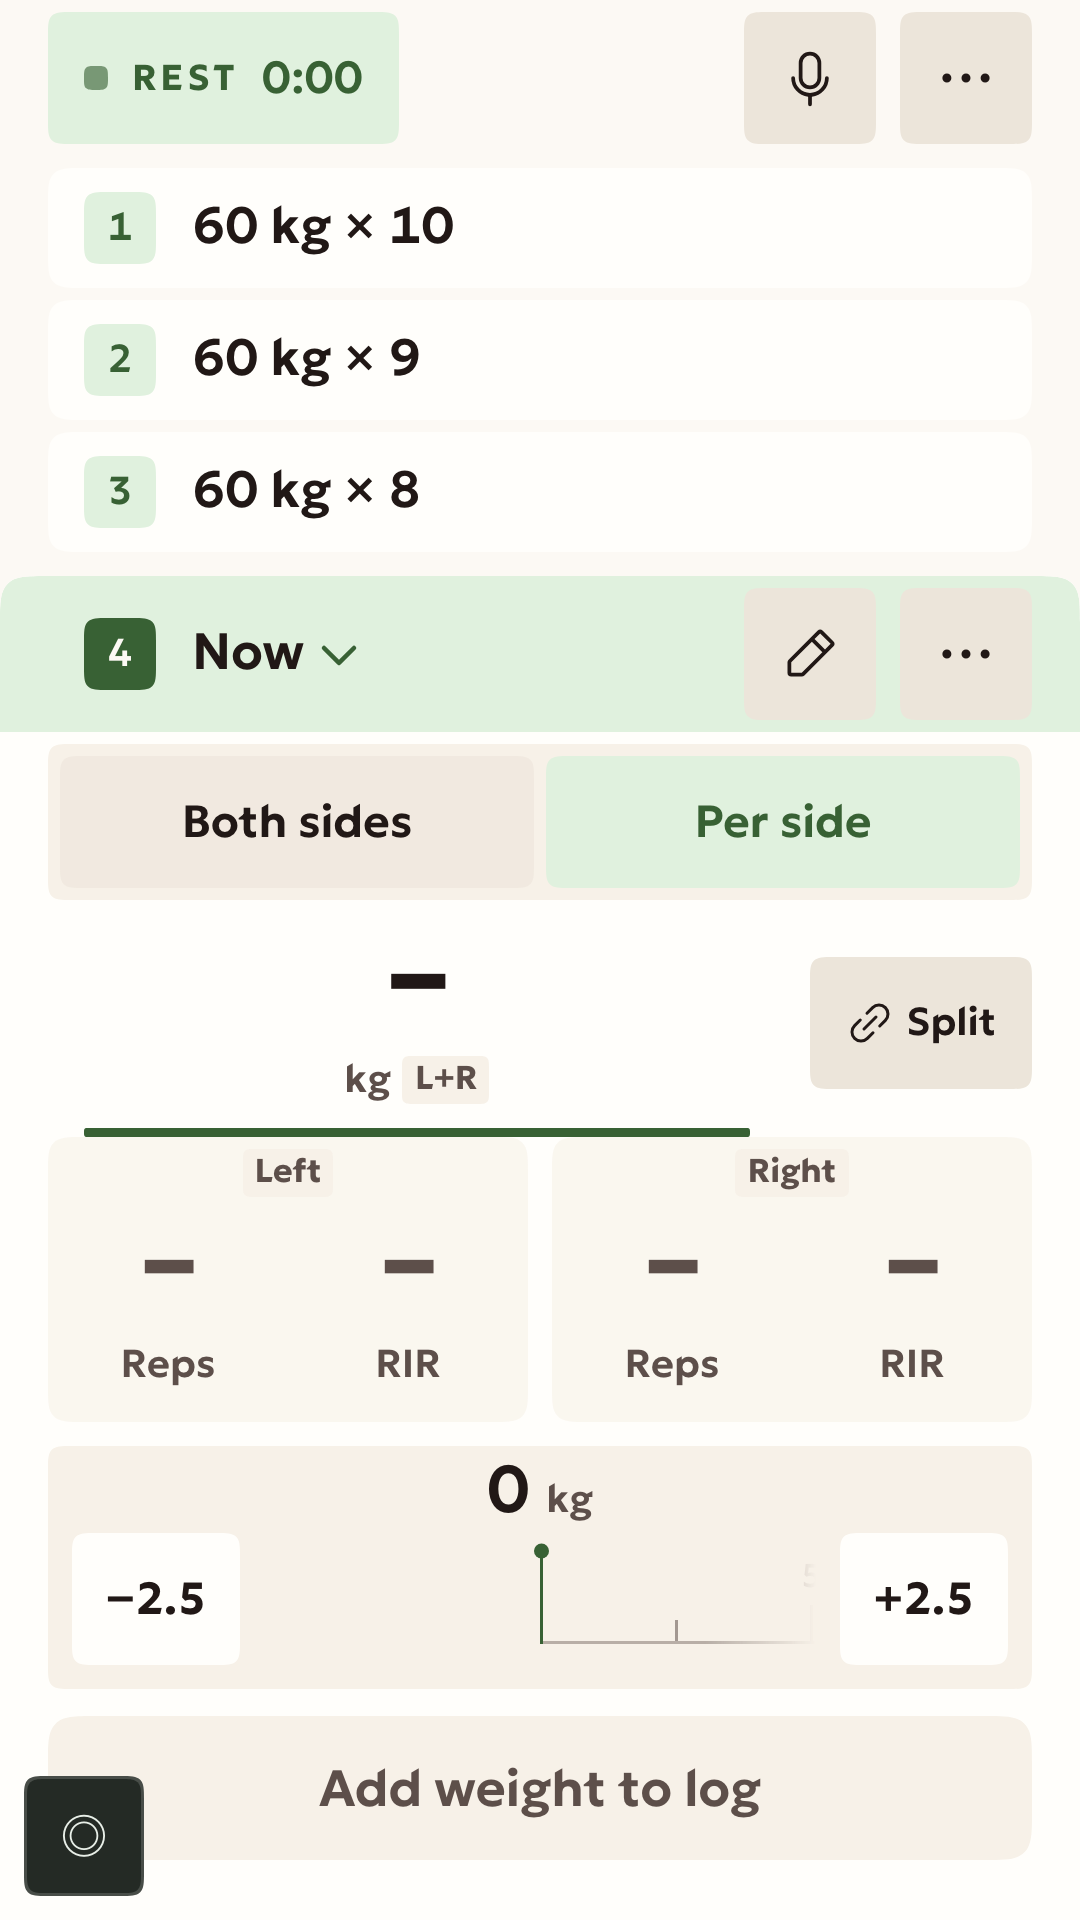 REST 0:00
1 60 kg × 10
2 60 kg × 9
3 60 kg × 8
4 Now
Both sides Per side
–
Split
kg L+R
Left Right
– – – –
Reps RIR Reps RIR
0 kg
5
−2.5 +2.5
Add weight to log